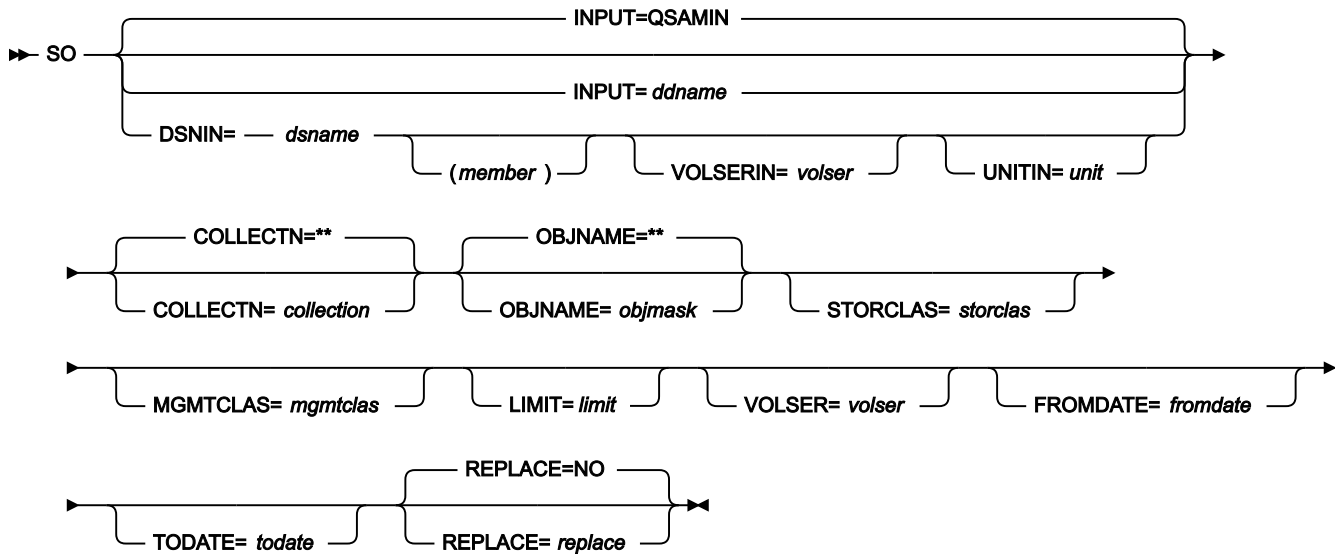 INPUT=QSAMIN
SO
INPUT= ddname
DSNIN= dsname
(member ) VOLSERIN= volser UNITIN= unit
COLLECTN=** OBJNAME=**
COLLECTN= collection OBJNAME= objmask STORCLAS= storclas
MGMTCLAS= mgmtclas LIMIT= limit VOLSER= volser FROMDATE= fromdate
REPLACE=NO
TODATE= todate REPLACE= replace